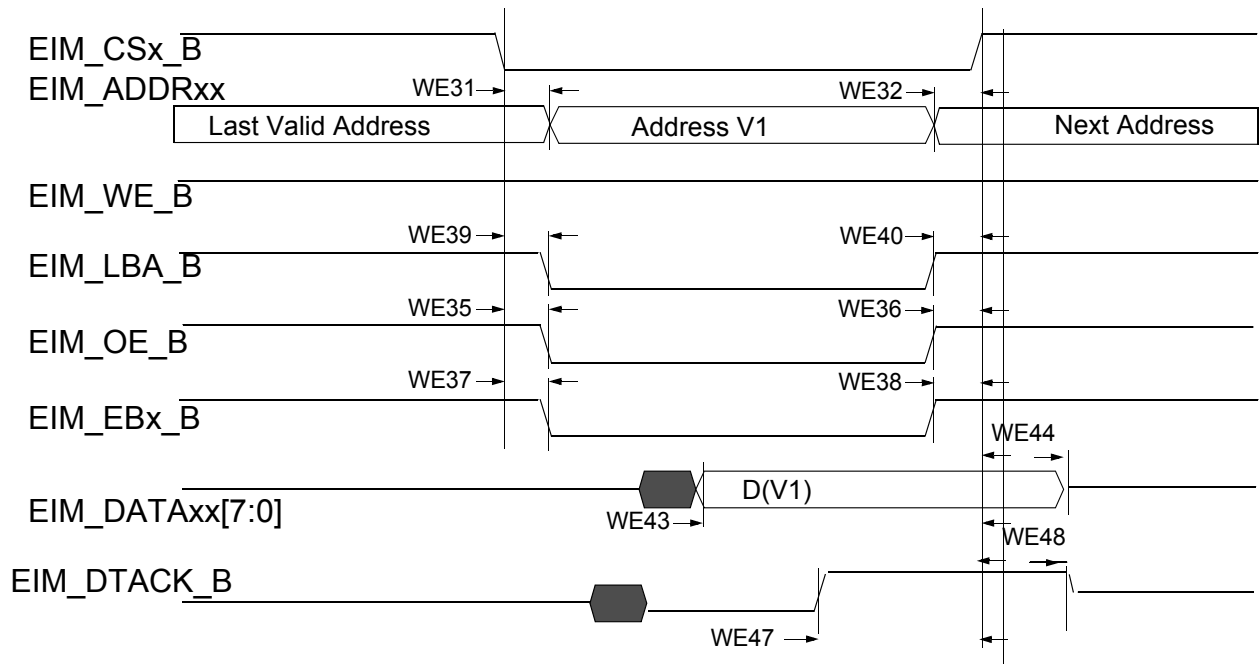 EIM_CSx_B
EIM_ADDRxx
WE31
WE32
Last Valid Address
Address V1
Next Address
EIM_WE_B
WE39
WE40
EIM_LBA_B
WE35
WE36
EIM_OE_B
WE37
WE38
EIM_EBx_B
WE44
D(V1)
EIM_DATAxx[7:0]
WE43
WE48
EIM_DTACK_B
WE47